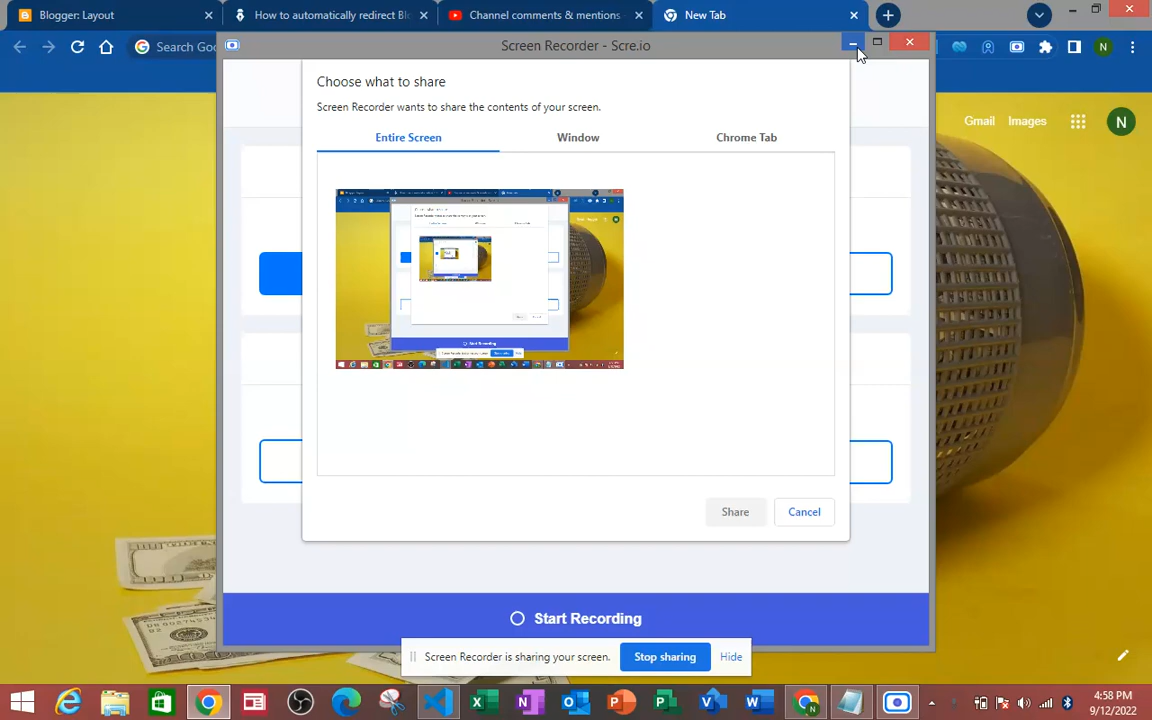 Blogger: Layout
How to automatically redirect Bl
Channel comments & mentions -
New Tab
Search Goo
N
Screen Recorder - Scre.io
Gmail
Images
N
Choose what to share
Screen Recorder wants to share the contents of your screen.
Entire Screen
Window
Chrome Tab
Share
Cancel
Start Recording
Screen Recorder is sharing your screen.
Stop sharing
Hide
4:58 PM
9/12/2022